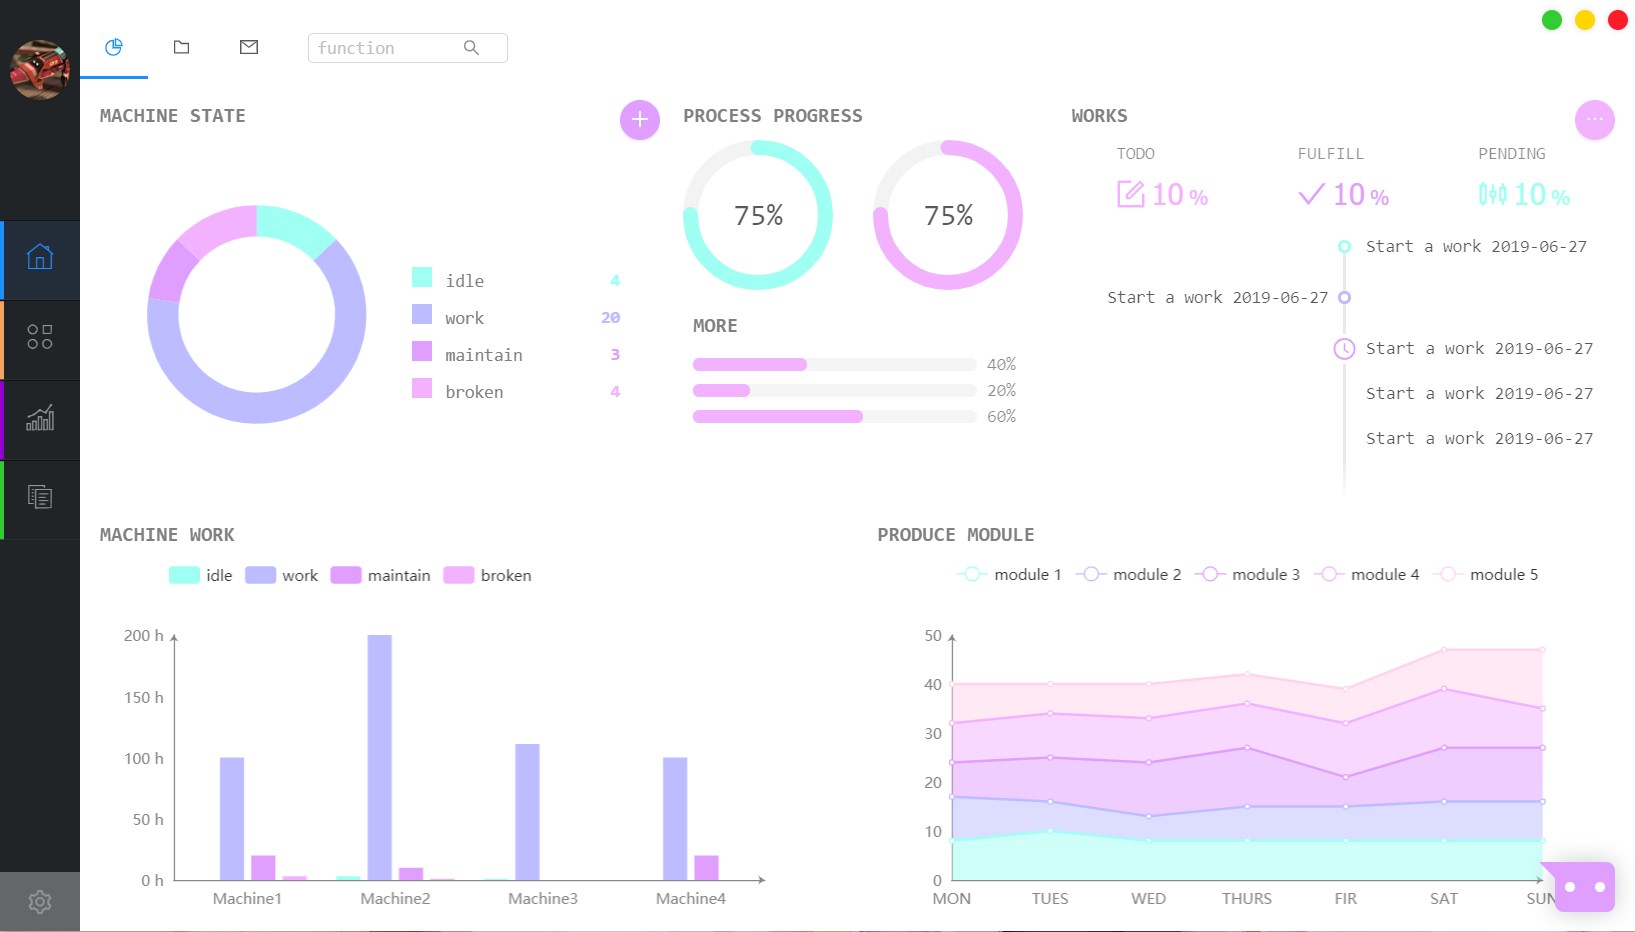 function
MACHINE STATE
idle 4
work 20
maintain 3
broken 4
PROCESS PROGRESS
75% 75%
MORE
40%
20%
60%
WORKS
TODO FULFILL PENDING
10 % 10 % 10 %
Start a work 2019-06-27
Start a work 2019-06-27
Start a work 2019-06-27
Start a work 2019-06-27
Start a work 2019-06-27
MACHINE WORK
idle work maintain broken
200 h
150 h
100 h
50 h
0 h
Machine1 Machine2 Machine3 Machine4
PRODUCE MODULE
module 1 module 2 module 3 module 4 module 5
50
40
30
20
10
0
MON TUES WED THURS FIR SAT SUN